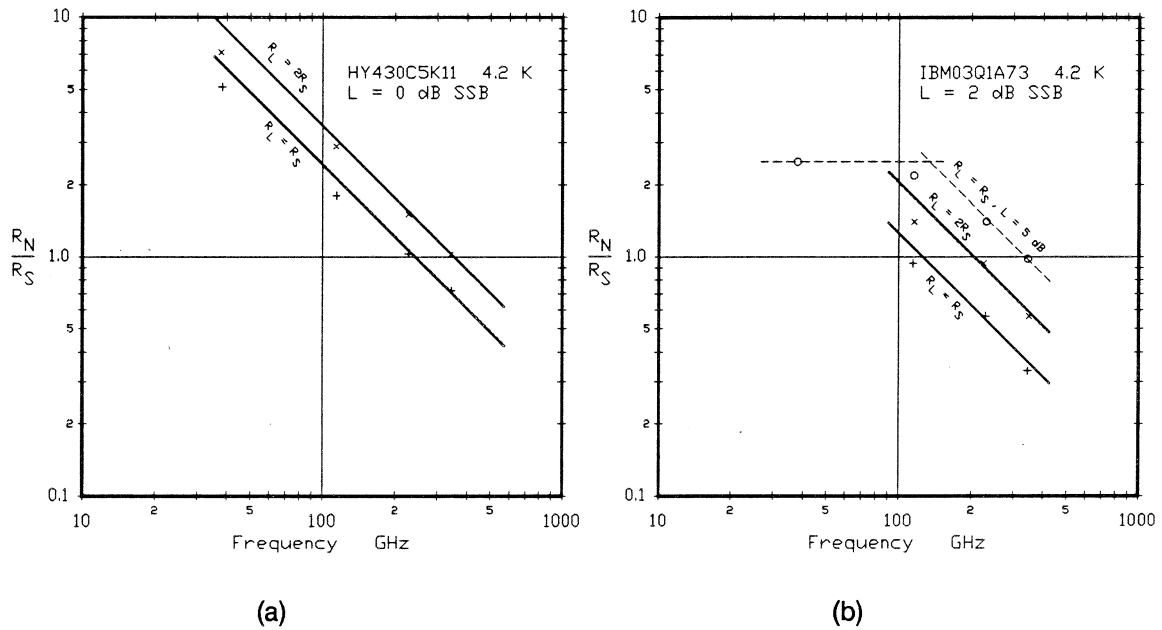 10
5
2
1.0
5
2
0.1
R_N
R_S
R_L = 2R_S
R_L = R_S
HY430C5K11 4.2 K
L = 0 dB SSB
10
2
5
100
2
5
1000
Frequency GHz
(a)
10
5
2
1.0
5
2
0.1
R_N
R_S
IBM03Q1A73 4.2 K
L = 2 dB SSB
R_L = R_S, L = 5 dB
R_L = 2R_S
R_L = R_S
10
2
5
100
2
5
1000
Frequency GHz
(b)